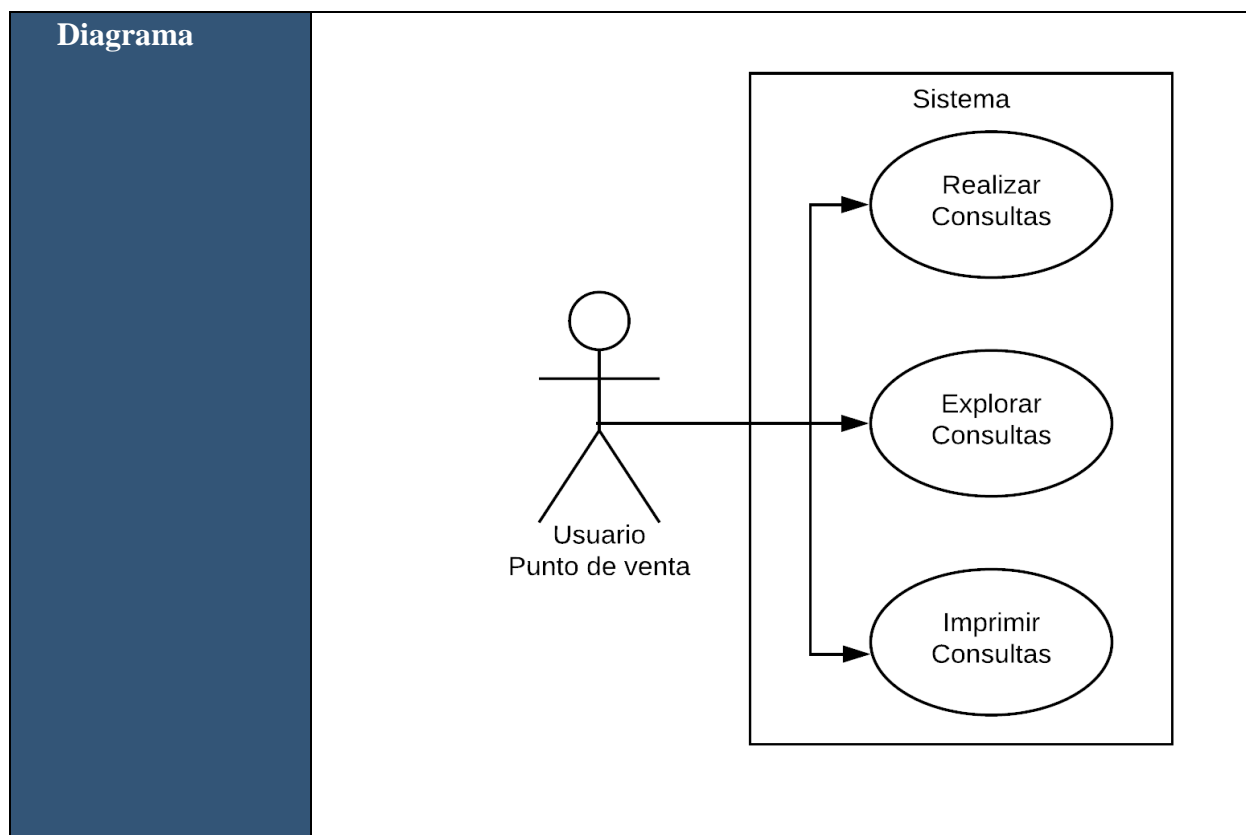 Diagrama
Sistema
Realizar
Consultas
Explorar
Consultas
Imprimir
Consultas
Usuario
Punto de venta